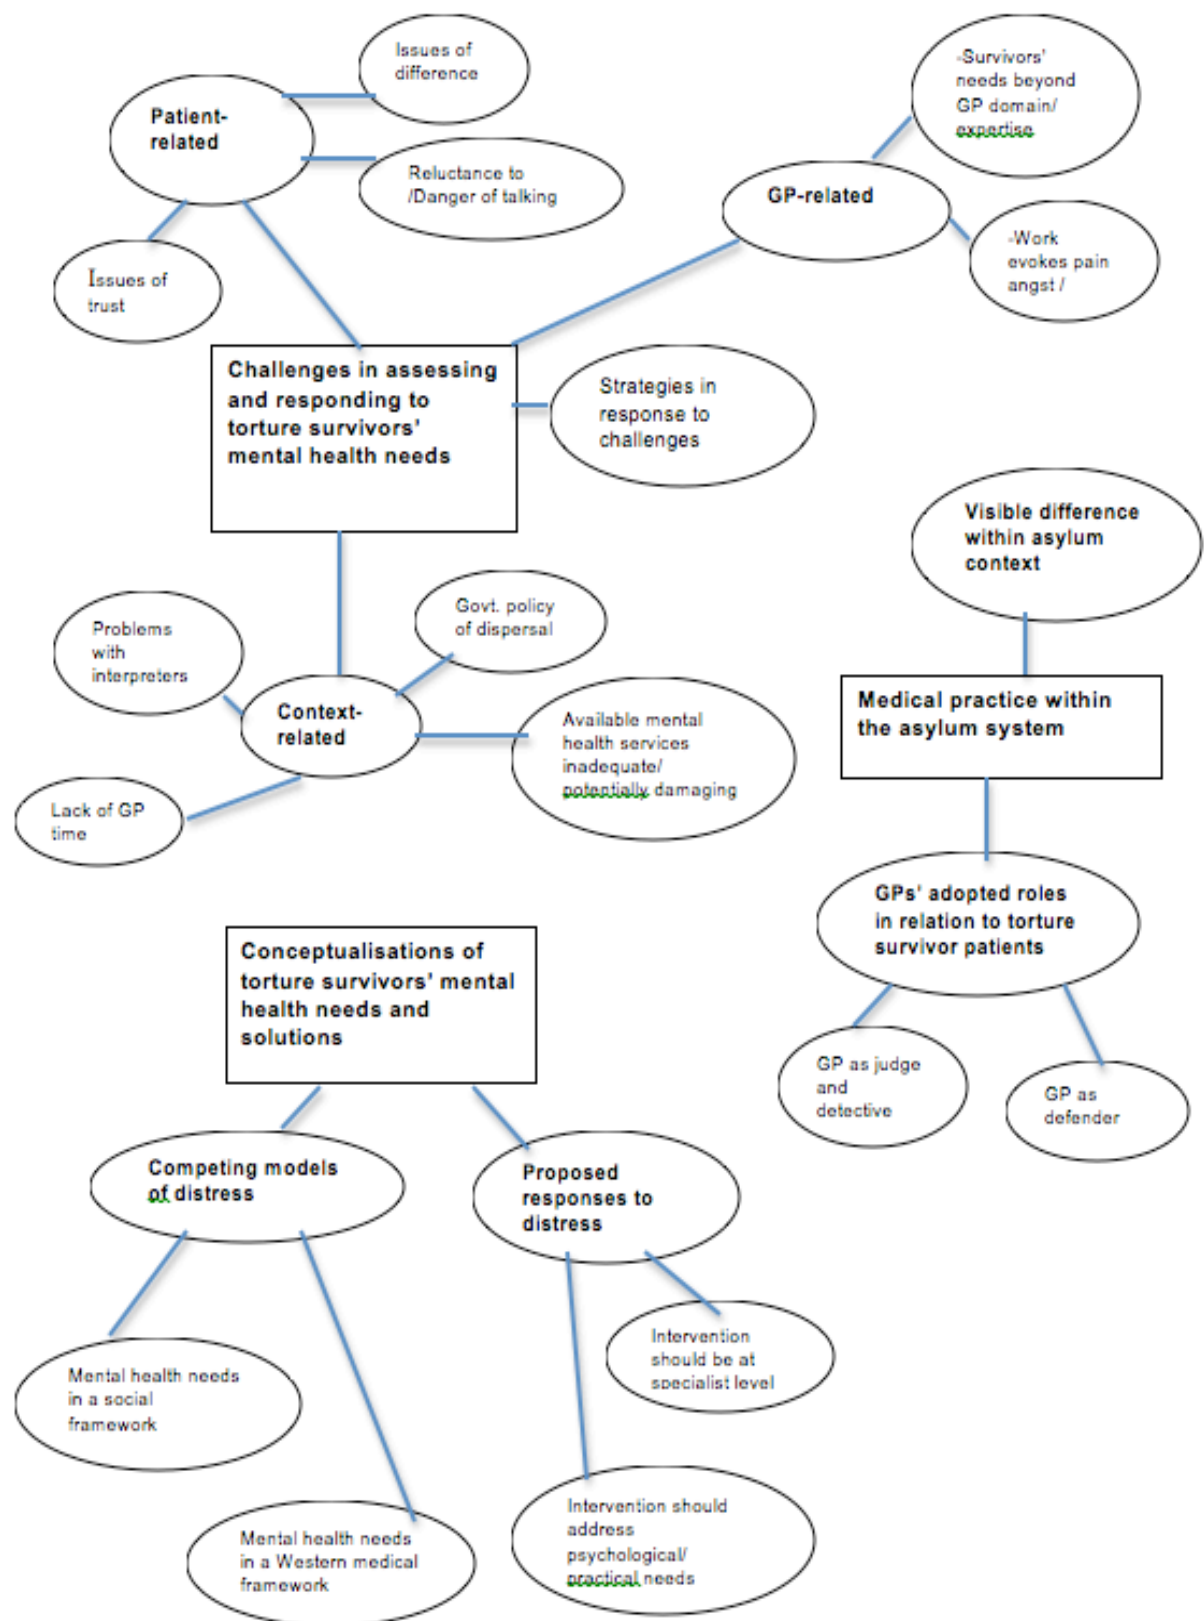 Issues of
difference
Patient-
related
Reluctance to
/Danger of talking
Issues of
trust
-Survivors'
needs beyond
GP domain/
expertise
GP-related
-Work
evokes pain
angst /
Challenges in assessing
and responding to
torture survivors'
mental health needs
Strategies in
response to
challenges
Visible difference
within asylum
context
Problems
with
interpreters
Govt. policy
of dispersal
Context-
related
Available mental
health services
inadequate/
potentially damaging
Lack of GP
time
Medical practice within
the asylum system
GPs' adopted roles
in relation to torture
survivor patients
GP as judge
and
detective
GP as
defender
Conceptualisations of
torture survivors' mental
health needs and
solutions
Competing models
of distress
Proposed
responses to
distress
Mental health needs
in a social
framework
Intervention
should be at
specialist level
Mental health needs
in a Western medical
framework
Intervention should
address
psychological/
practical needs